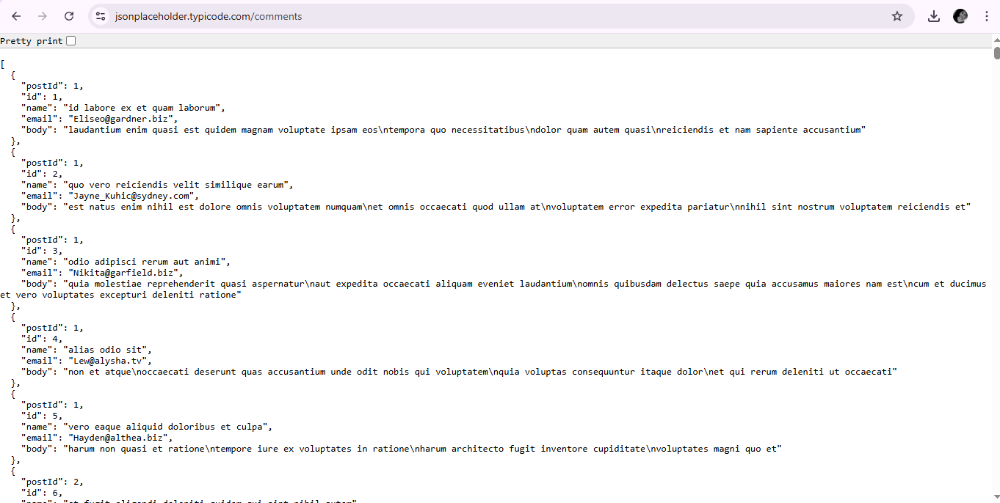 jsonplaceholder.typicode.com/comments
Pretty print
[
  {
    "postId": 1,
    "id": 1,
    "name": "id labore ex et quam laborum",
    "email": "Eliseo@gardner.biz",
    "body": "laudantium enim quasi est quidem magnam voluptate ipsam eos\ntempora quo necessitatibus\ndolor quam autem quasi\nreiciendis et nam sapiente accusantium"
  },
  {
    "postId": 1,
    "id": 2,
    "name": "quo vero reiciendis velit similique earum",
    "email": "Jayne_Kuhic@sydney.com",
    "body": "est natus enim nihil est dolore omnis voluptatem numquam\net omnis occaecati quod ullam at\nvoluptatem error expedita pariatur\nnihil sint nostrum voluptatem reiciendis et"
  },
  {
    "postId": 1,
    "id": 3,
    "name": "odio adipisci rerum aut animi",
    "email": "Nikita@garfield.biz",
    "body": "quia molestiae reprehenderit quasi aspernatur\naut expedita occaecati aliquam eveniet laudantium\nomnis quibusdam delectus saepe quia accusamus maiores nam est\ncum et ducimus
et vero voluptates excepturi deleniti ratione"
  },
  {
    "postId": 1,
    "id": 4,
    "name": "alias odio sit",
    "email": "Lew@alysha.tv",
    "body": "non et atque\noccaecati deserunt quas accusantium unde odit nobis qui voluptatem\nquia voluptas consequuntur itaque dolor\net qui rerum deleniti ut occaecati"
  },
  {
    "postId": 1,
    "id": 5,
    "name": "vero eaque aliquid doloribus et culpa",
    "email": "Hayden@althea.biz",
    "body": "harum non quasi et ratione\ntempore iure ex voluptates in ratione\nharum architecto fugit inventore cupiditate\nvoluptates magni quo et"
  },
  {
    "postId": 2,
    "id": 6,